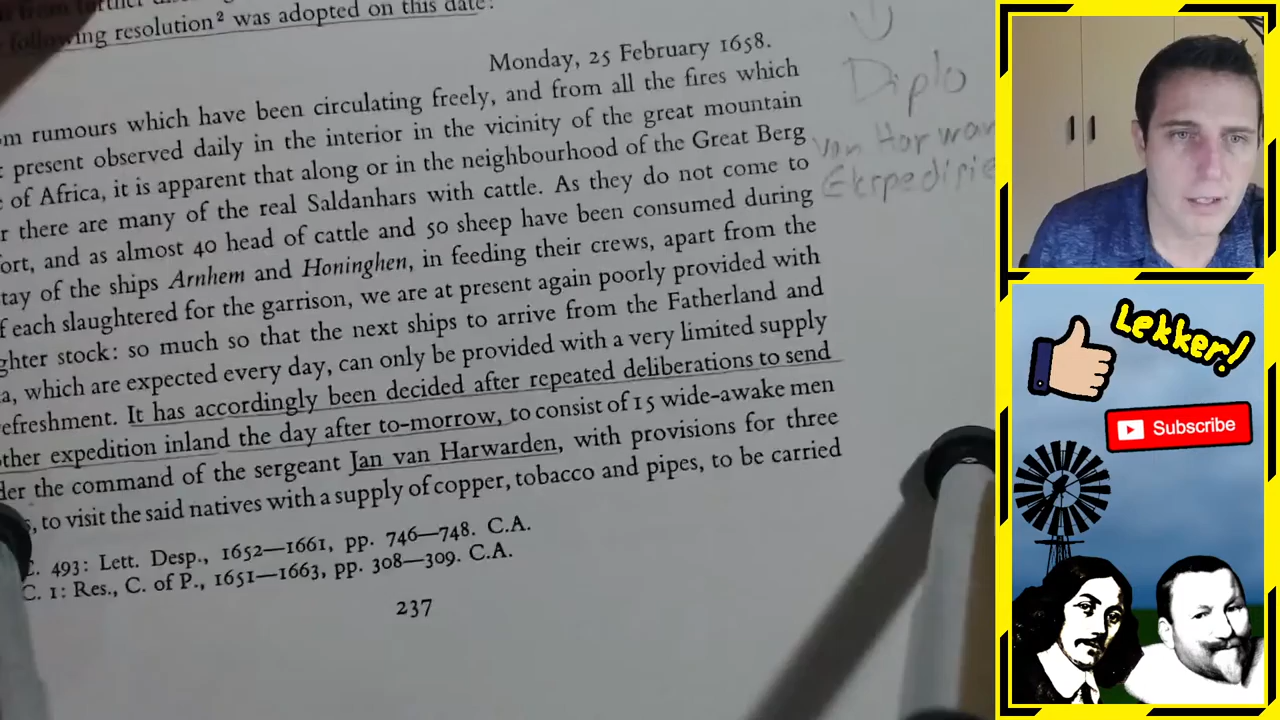 from further
following resolution² was adopted on this date:
Monday, 25 February 1658.
rumours which have been circulating freely, and from all the fires which
present observed daily in the interior in the vicinity of the great mountain
of Africa, it is apparent that along or in the neighbourhood of the Great Berg
there are many of the real Saldanhars with cattle. As they do not come to
ort, and as almost 40 head of cattle and 50 sheep have been consumed during
tay of the ships Arnhem and Honinghen, in feeding their crews, apart from the
f each slaughtered for the garrison, we are at present again poorly provided with
ghter stock: so much so that the next ships to arrive from the Fatherland and
a, which are expected every day, can only be provided with a very limited supply
efreshment. It has accordingly been decided after repeated deliberations to send
ther expedition inland the day after to-morrow, to consist of 15 wide-awake men
der the command of the sergeant Jan van Harwarden, with provisions for three
s, to visit the said natives with a supply of copper, tobacco and pipes, to be carried
C. 493: Lett. Desp., 1652—1661, pp. 746—748. C.A.
C. 1: Res., C. of P., 1651—1663, pp. 308—309. C.A.
237
Diplo
van Harwar
Ekspedisie
Lekker!
Subscribe